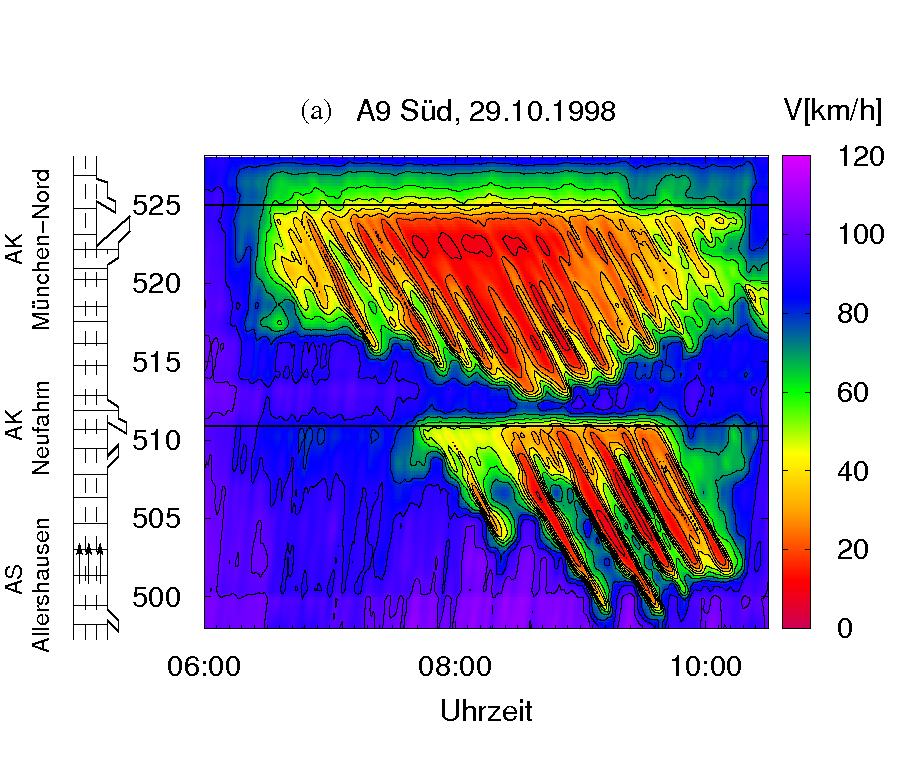 (a) A9 Süd, 29.10.1998
V[km/h]
AK
München-Nord
AK
Neufahrn
AS
Allershausen
525
520
515
510
505
500
120
100
80
60
40
20
0
06:00 08:00 10:00
Uhrzeit